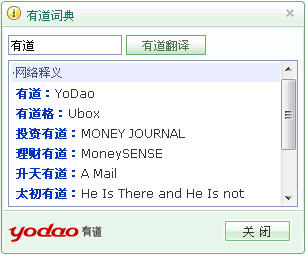 有道词典
有道 有道翻译
·网络释义
有道：YoDao
有道格：Ubox
投资有道：MONEY JOURNAL
理财有道：MoneySENSE
升天有道：A Mail
太初有道：He Is There and He Is not
yodao 有道 关闭